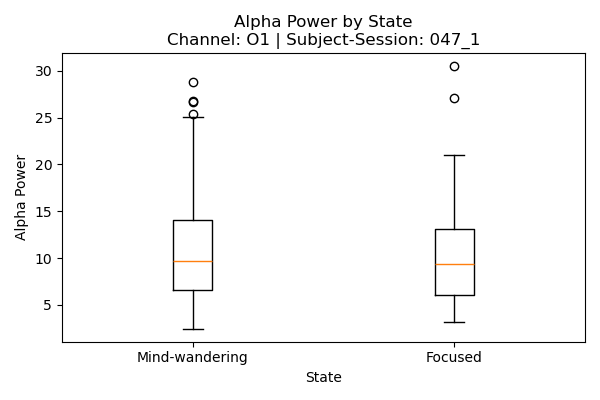 Alpha Power by State
Channel: O1 | Subject-Session: 047_1
Alpha Power
30
25
20
15
10
5
Mind-wandering
Focused
State